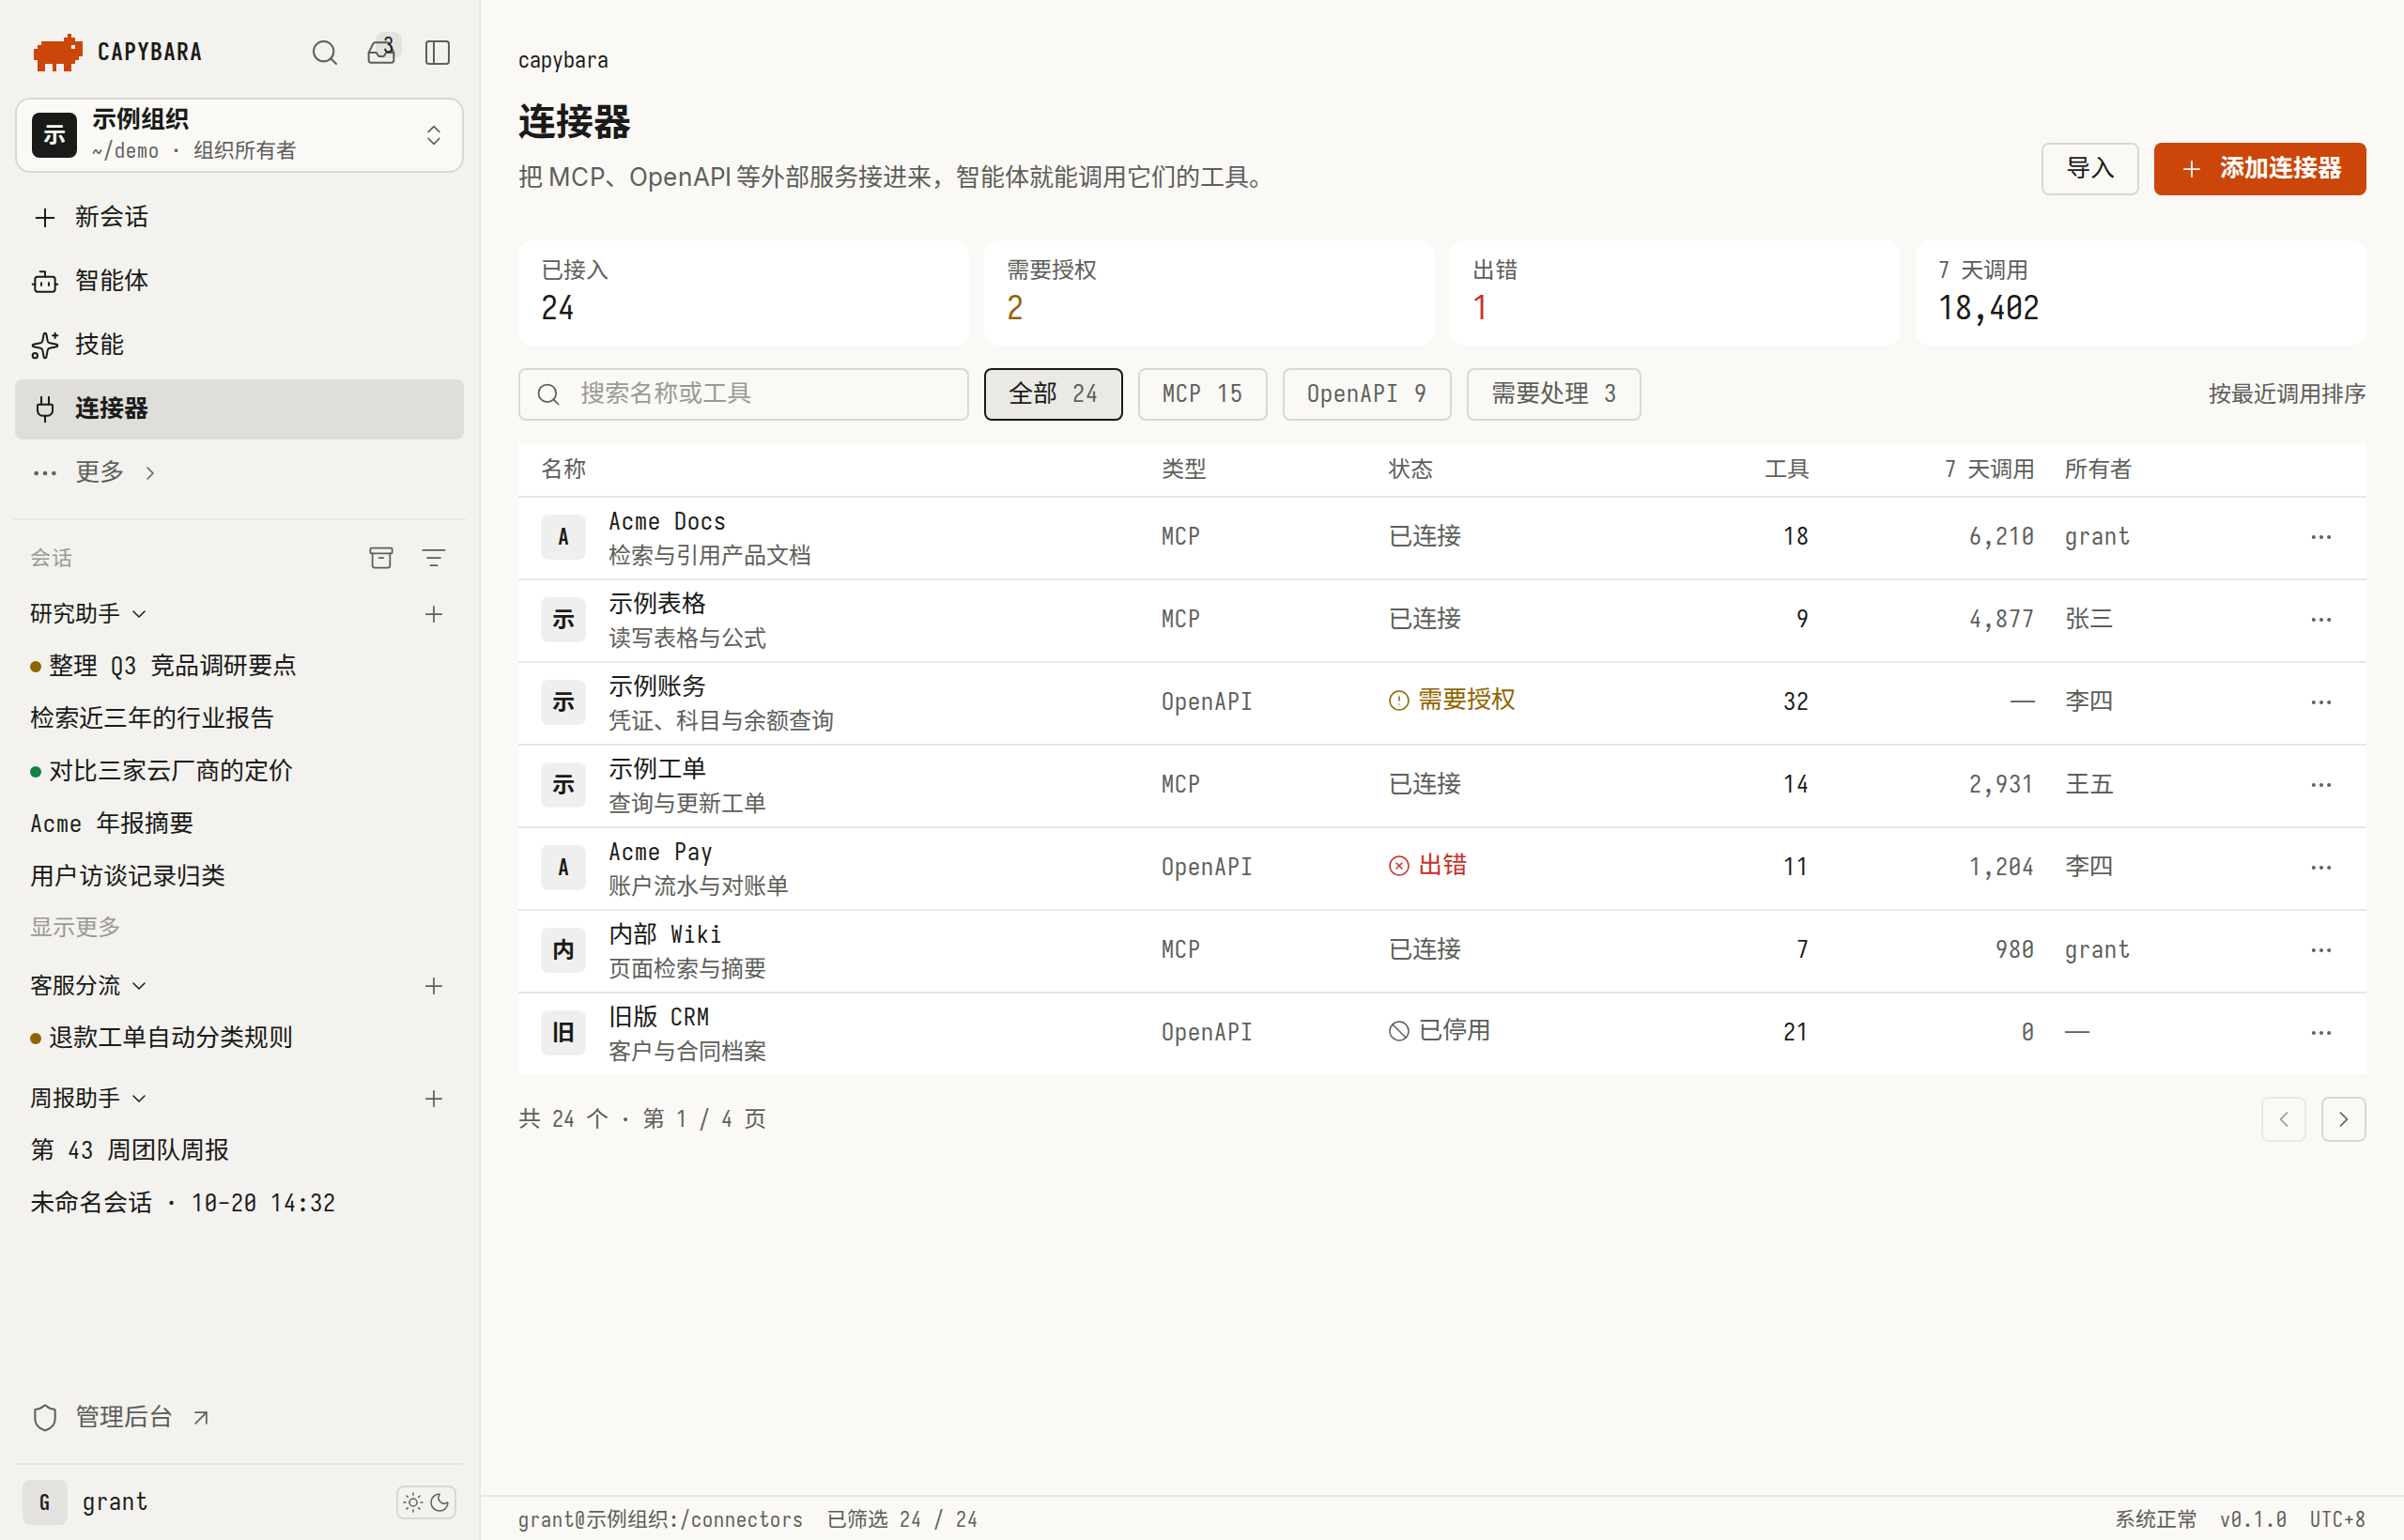 CAPYBARA
3
示
示例组织
~/demo · 组织所有者
新会话
智能体
技能
连接器
更多
会话
研究助手
整理 Q3 竞品调研要点
检索近三年的行业报告
对比三家云厂商的定价
Acme 年报摘要
用户访谈记录归类
显示更多
客服分流
退款工单自动分类规则
周报助手
第 43 周团队周报
未命名会话 · 10-20 14:32
管理后台
G grant
capybara
连接器
把 MCP、OpenAPI 等外部服务接进来，智能体就能调用它们的工具。
导入
添加连接器
已接入
24
需要授权
2
出错
1
7 天调用
18,402
搜索名称或工具
全部 24
MCP 15
OpenAPI 9
需要处理 3
按最近调用排序
名称 类型 状态 工具 7 天调用 所有者
A Acme Docs MCP 已连接 18 6,210 grant
检索与引用产品文档
示 示例表格 MCP 已连接 9 4,877 张三
读写表格与公式
示 示例账务 OpenAPI 需要授权 32 — 李四
凭证、科目与余额查询
示 示例工单 MCP 已连接 14 2,931 王五
查询与更新工单
A Acme Pay OpenAPI 出错 11 1,204 李四
账户流水与对账单
内 内部 Wiki MCP 已连接 7 980 grant
页面检索与摘要
旧 旧版 CRM OpenAPI 已停用 21 0 —
客户与合同档案
共 24 个 · 第 1 / 4 页
grant@示例组织:/connectors 已筛选 24 / 24
系统正常 v0.1.0 UTC+8